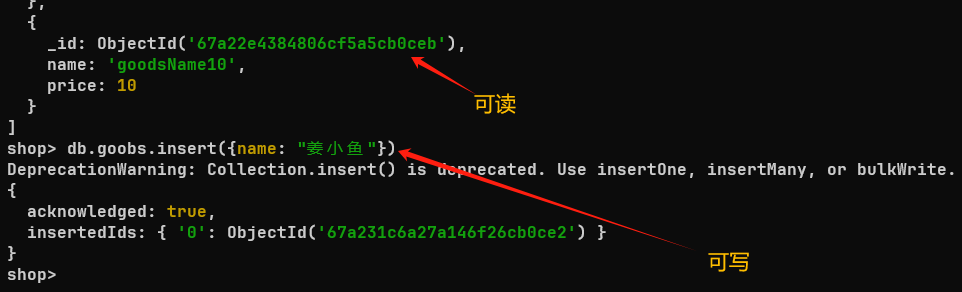 },
{
_id: ObjectId('67a22e4384806cf5a5cb0ceb'),
name: 'goodsName10',
price: 10
}
可读
]
shop> db.goobs.insert({name: "姜小鱼"})
DeprecationWarning: Collection.insert() is deprecated. Use insertOne, insertMany, or bulkWrite.
{
acknowledged: true,
insertedIds: { '0': ObjectId('67a231c6a27a146f26cb0ce2') }
}
可写
shop>